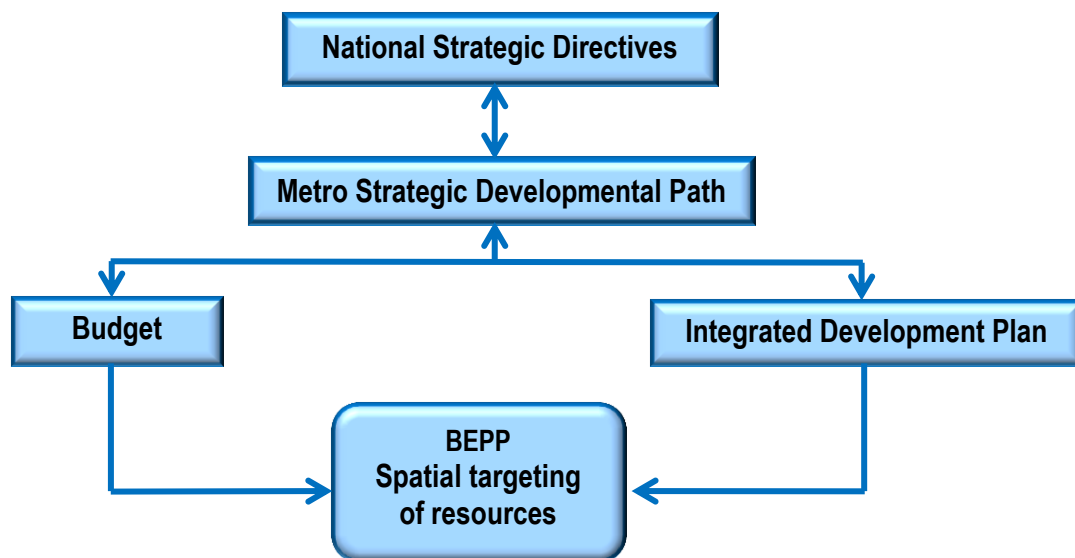 National Strategic Directives
Metro Strategic Developmental Path
Budget
Integrated Development Plan
BEPP
Spatial targeting
of resources